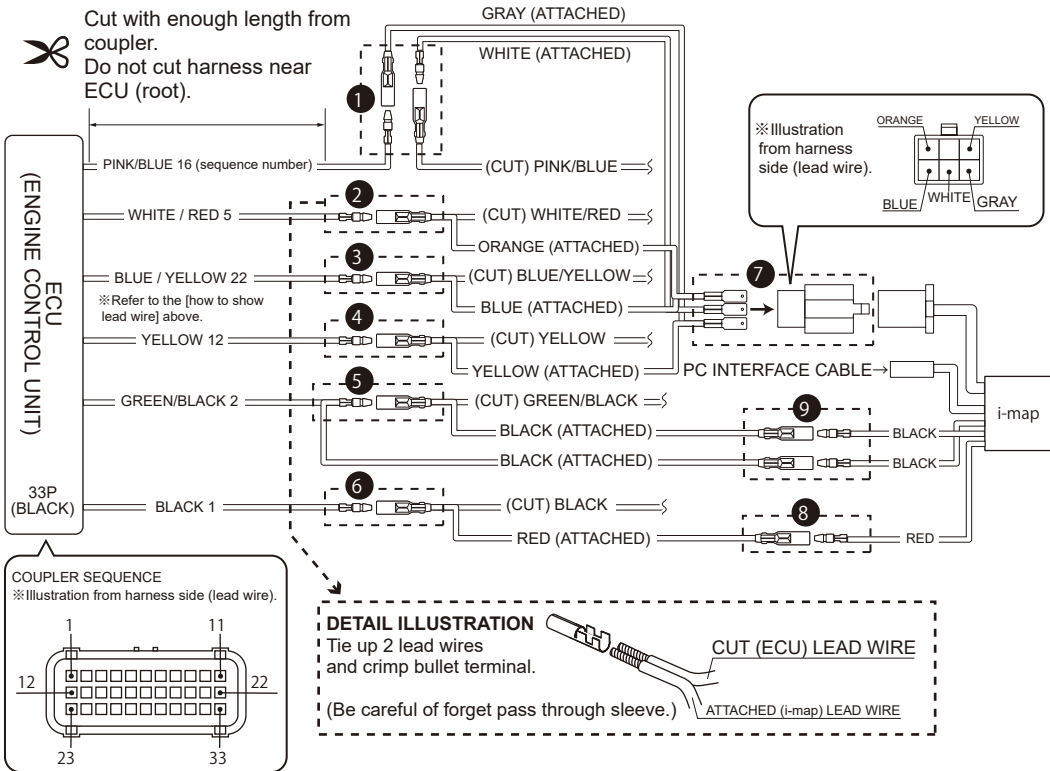 Cut with enough length from
coupler.
Do not cut harness near
ECU (root).
GRAY (ATTACHED)
WHITE (ATTACHED)
1
PINK/BLUE 16 (sequence number)
(CUT) PINK/BLUE
※Illustration
from harness
side (lead wire).
ORANGE
YELLOW
BLUE
WHITE
GRAY
ECU
(ENGINE CONTROL UNIT)
33P
(BLACK)
2
WHITE / RED 5
(CUT) WHITE/RED
ORANGE (ATTACHED)
3
BLUE / YELLOW 22
(CUT) BLUE/YELLOW
※Refer to the [how to show
lead wire] above.
BLUE (ATTACHED)
7
4
YELLOW 12
(CUT) YELLOW
YELLOW (ATTACHED)
PC INTERFACE CABLE→
i-map
5
GREEN/BLACK 2
(CUT) GREEN/BLACK
9
BLACK (ATTACHED)
BLACK
BLACK (ATTACHED)
BLACK
6
BLACK 1
(CUT) BLACK
8
RED (ATTACHED)
RED
COUPLER SEQUENCE
※Illustration from harness side (lead wire).
1
11
12
22
23
33
DETAIL ILLUSTRATION
Tie up 2 lead wires
and crimp bullet terminal.
(Be careful of forget pass through sleeve.)
CUT (ECU) LEAD WIRE
ATTACHED (i-map) LEAD WIRE